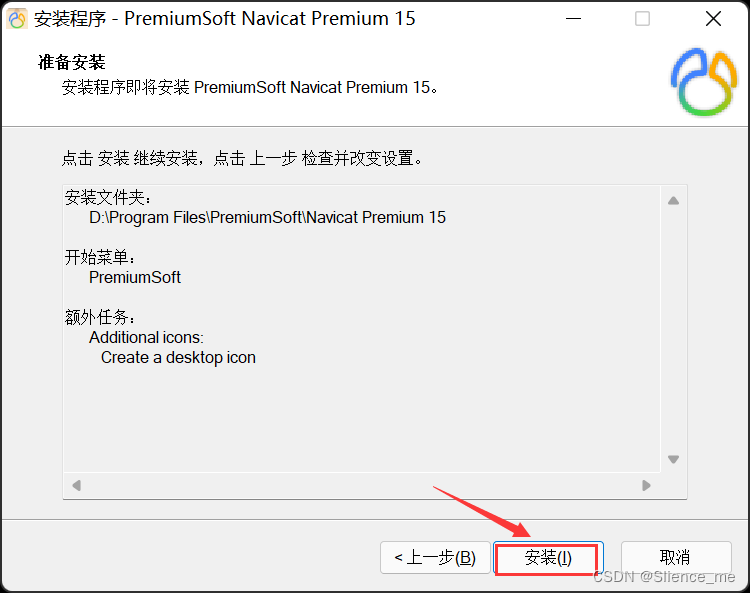 安装程序 - PremiumSoft Navicat Premium 15
准备安装
安装程序即将安装 PremiumSoft Navicat Premium 15。
点击 安装 继续安装，点击 上一步 检查并改变设置。
安装文件夹：
D:\Program Files\PremiumSoft\Navicat Premium 15
开始菜单：
PremiumSoft
额外任务：
Additional icons:
Create a desktop icon
< 上一步(B) 安装(I) 取消
CSDN @SIlence_me